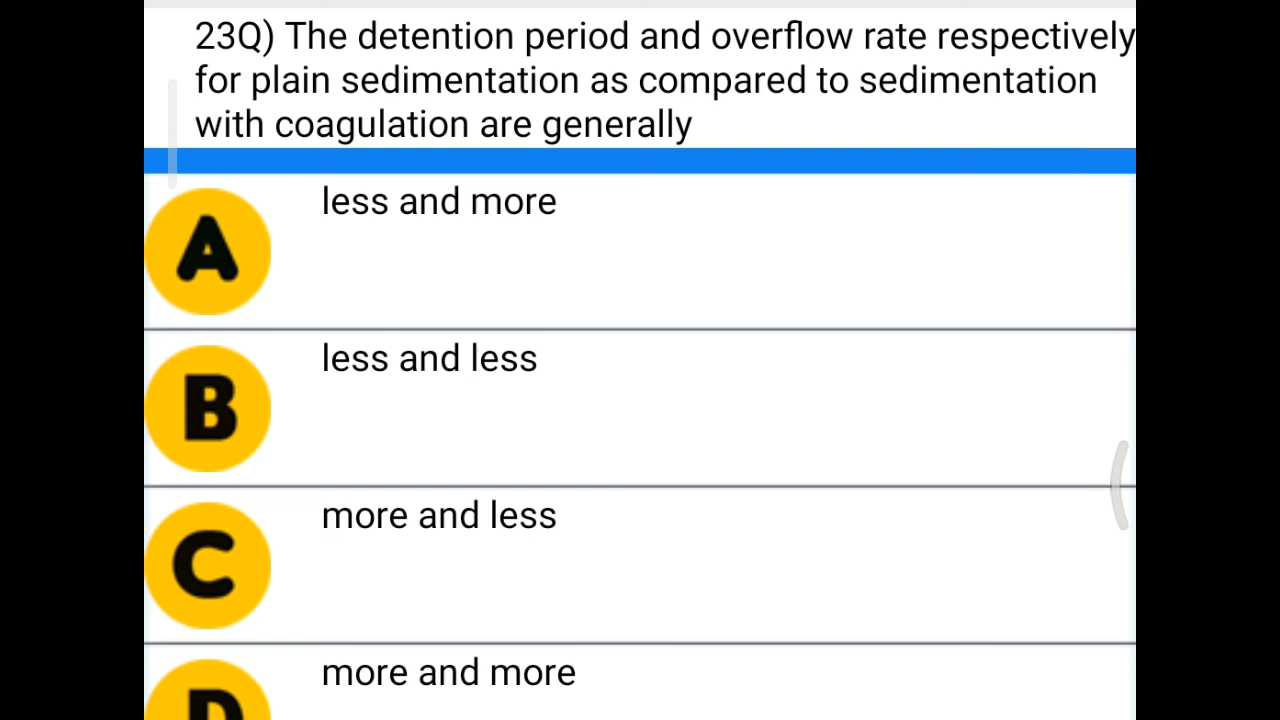 23Q) The detention period and overflow rate respectively
for plain sedimentation as compared to sedimentation
with coagulation are generally
less and more
A
less and less
B
more and less
C
more and more
D